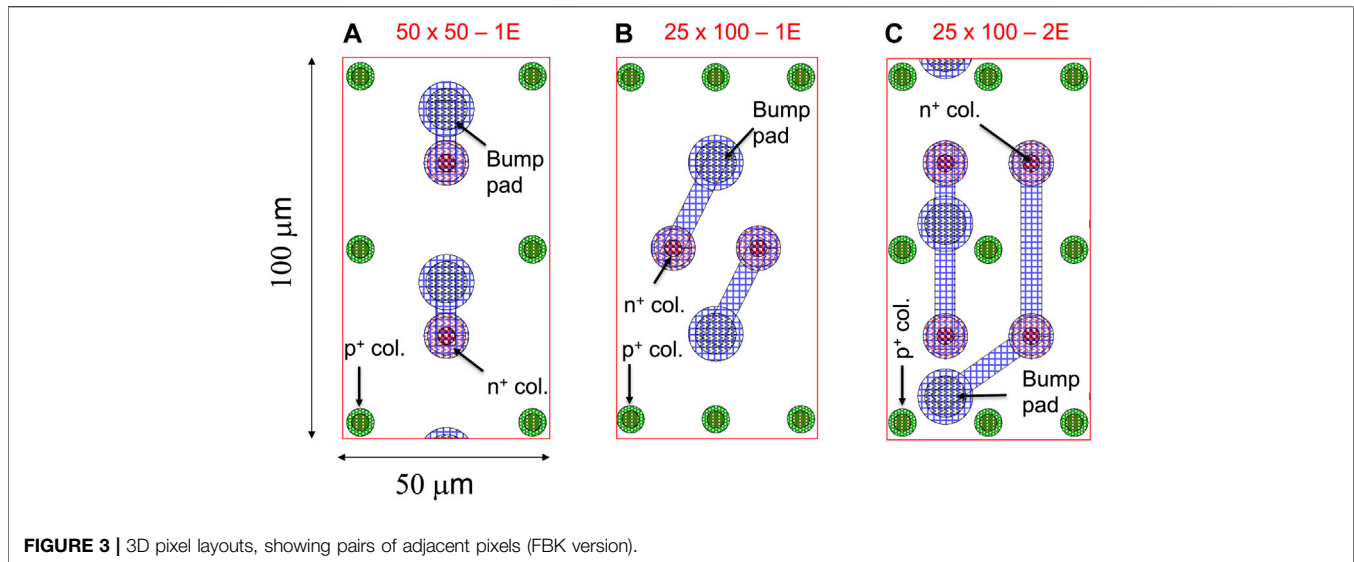 A 50 x 50 – 1E
B 25 x 100 – 1E
C 25 x 100 – 2E
100 μm
50 μm
Bump
pad
p⁺ col.
n⁺ col.
Bump
pad
n⁺ col.
p⁺ col.
n⁺ col.
p⁺ col.
Bump
pad
FIGURE 3 | 3D pixel layouts, showing pairs of adjacent pixels (FBK version).